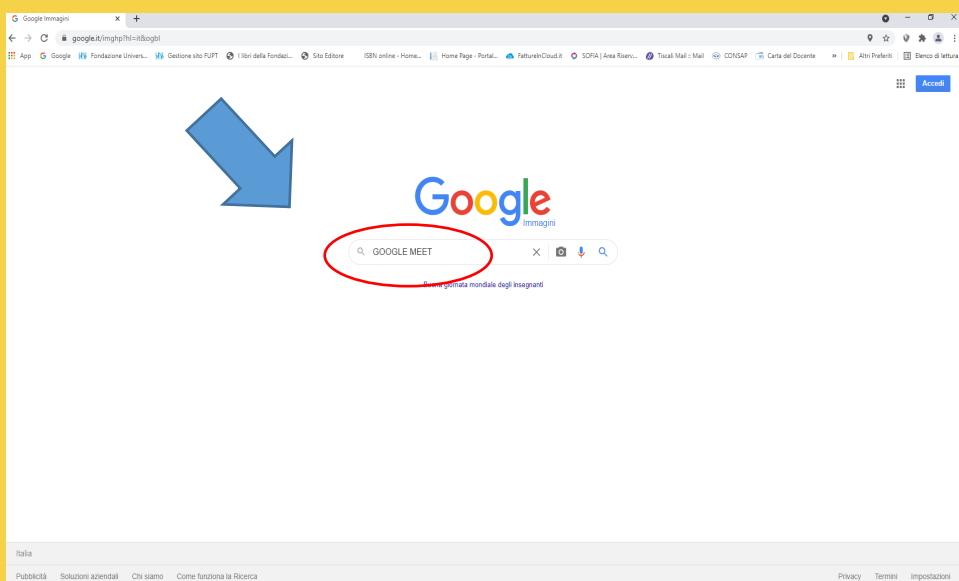 Google Immagini
google.it/imghp?hl=it&ogbl
App Google Fondazione Univers... Gestione sito FUPT I libri della Fondazi... Sito Editore ISBN online - Home... Home Page - Portal... FattureInCloud.it SOFIA | Area Riserv... Tiscali Mail :: Mail CONSAP Carta del Docente » Altri Preferiti Elenco di lettura
Accedi
Google
Immagini
GOOGLE MEET
Buona giornata mondiale degli insegnanti
Italia
Pubblicità Soluzioni aziendali Chi siamo Come funziona la Ricerca Privacy Termini Impostazioni